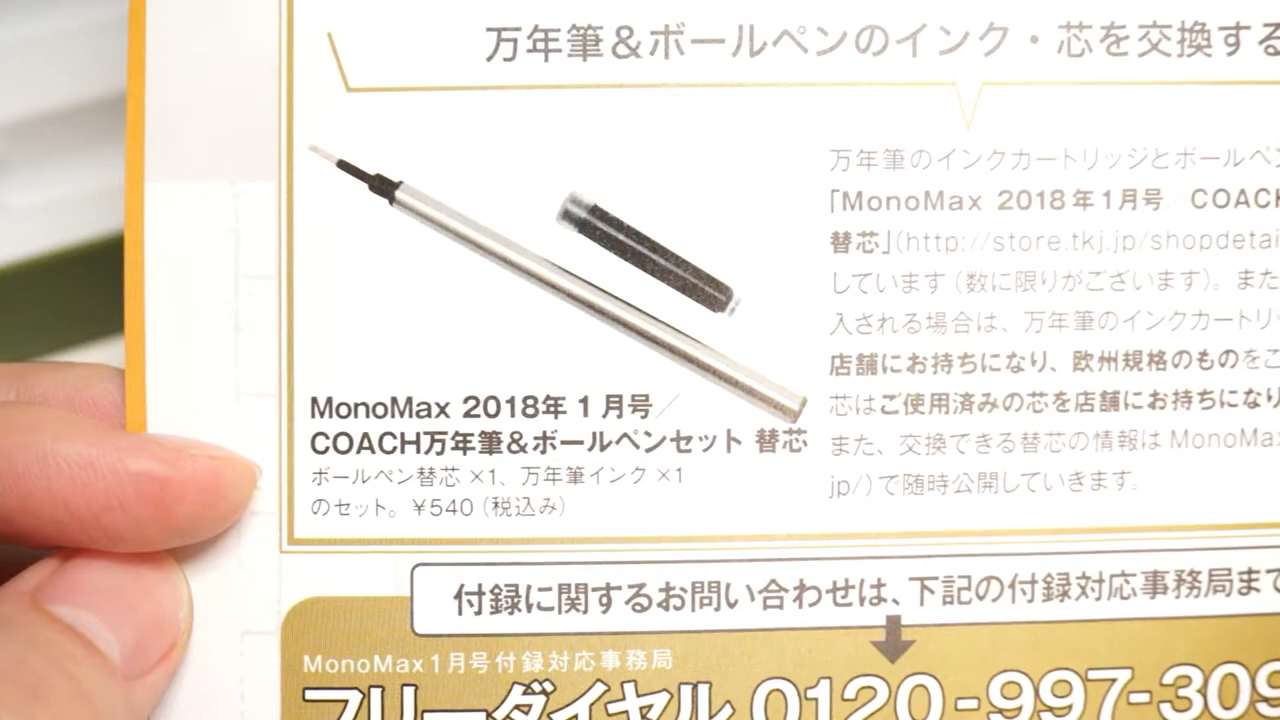 万年筆&ボールペンのインク・芯を交換する
万年筆のインクカートリッジとボールペン
「MonoMax 2018年1月号 COACH
替芯」(http://store.tkj.jp/shopdetai
しています(数に限りがございます)。また
入される場合は、万年筆のインクカートリッ
店舗にお持ちになり、欧州規格のものをご
芯はご使用済みの芯を店舗にお持ちになり
また、交換できる替芯の情報は MonoMa
jp/)で随時公開していきます。
MonoMax 2018年 1月号/
COACH万年筆&ボールペンセット 替芯
ボールペン替芯 ×1、万年筆インク ×1
のセット。¥540(税込み)
付録に関するお問い合わせは、下記の付録対応事務局まで
MonoMax1月号付録対応事務局
フリーダイヤル 0120-997-309